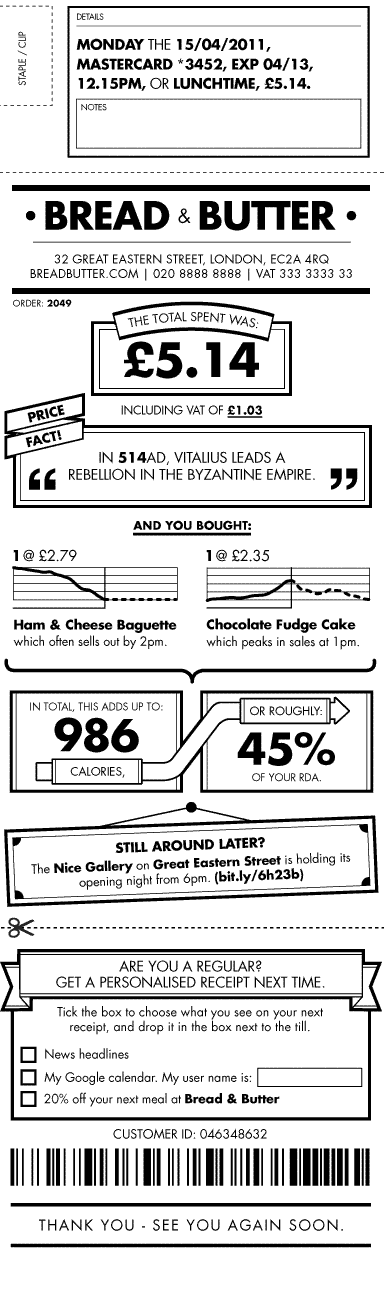 DETAILS
STAPLE / CLIP
MONDAY THE 15/04/2011,
MASTERCARD *3452, EXP 04/13,
12.15PM, OR LUNCHTIME, £5.14.
NOTES
• BREAD & BUTTER •
32 GREAT EASTERN STREET, LONDON, EC2A 4RQ
BREADBUTTER.COM | 020 8888 8888 | VAT 333 3333 33
ORDER: 2049
THE TOTAL SPENT WAS:
£5.14
INCLUDING VAT OF £1.03
PRICE
FACT!
“ IN 514AD, VITALIUS LEADS A
REBELLION IN THE BYZANTINE EMPIRE. ”
AND YOU BOUGHT:
1 @ £2.79
Ham & Cheese Baguette
which often sells out by 2pm.
1 @ £2.35
Chocolate Fudge Cake
which peaks in sales at 1pm.
IN TOTAL, THIS ADDS UP TO:
986
CALORIES,
OR ROUGHLY:
45%
OF YOUR RDA.
STILL AROUND LATER?
The Nice Gallery on Great Eastern Street is holding its
opening night from 6pm. (bit.ly/6h23b)
ARE YOU A REGULAR?
GET A PERSONALISED RECEIPT NEXT TIME.
Tick the box to choose what you see on your next
receipt, and drop it in the box next to the till.
News headlines
My Google calendar. My user name is:
20% off your next meal at Bread & Butter
CUSTOMER ID: 046348632
THANK YOU - SEE YOU AGAIN SOON.